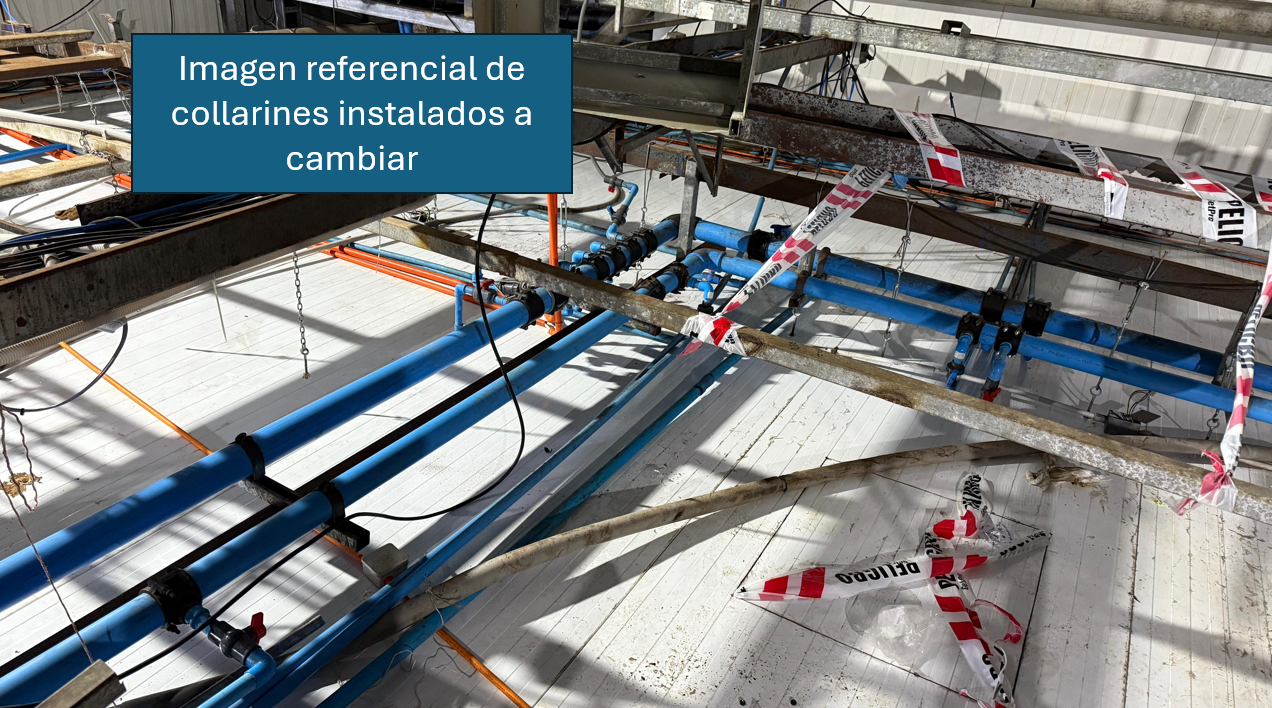 Imagen referencial de
collarines instalados a
cambiar
PELIGRO